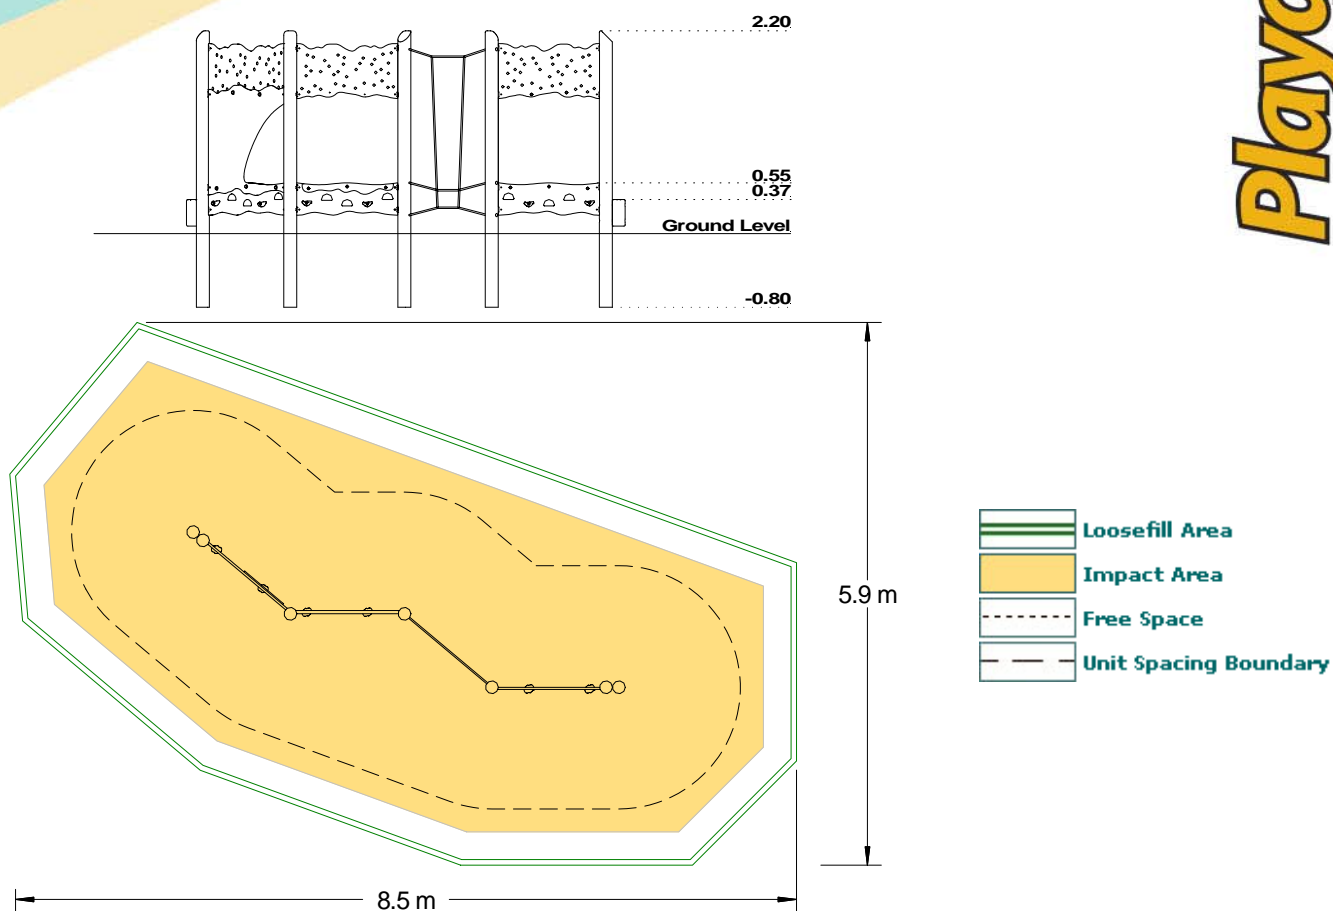 2.20
0.55
0.37
Ground Level
-0.80
5.9 m
8.5 m
Loosefill Area
Impact Area
Free Space
Unit Spacing Boundary